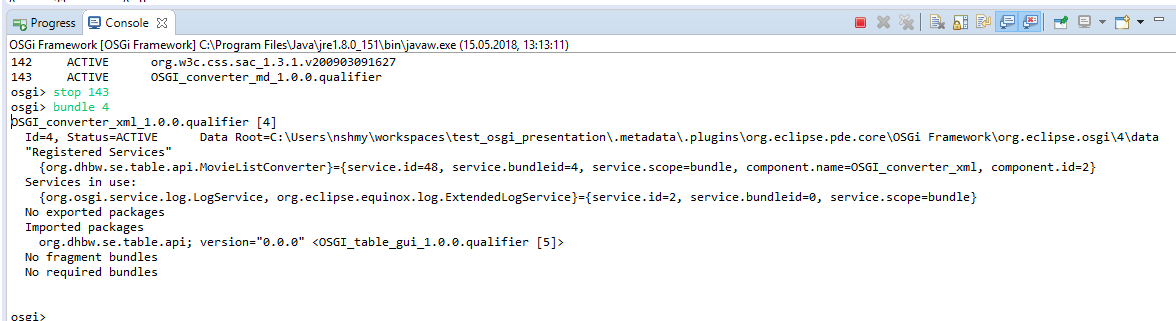 Progress Console
OSGi Framework [OSGi Framework] C:\Program Files\Java\jre1.8.0_151\bin\javaw.exe (15.05.2018, 13:13:11)
142 ACTIVE org.w3c.css.sac_1.3.1.v200903091627
143 ACTIVE OSGI_converter_md_1.0.0.qualifier
osgi> stop 143
osgi> bundle 4
OSGI_converter_xml_1.0.0.qualifier [4]
Id=4, Status=ACTIVE Data Root=C:\Users\nshmy\workspaces\test_osgi_presentation\.metadata\.plugins\org.eclipse.pde.core\OSGi Framework\org.eclipse.osgi\4\data
"Registered Services"
{org.dhbw.se.table.api.MovieListConverter}={service.id=48, service.bundleid=4, service.scope=bundle, component.name=OSGI_converter_xml, component.id=2}
Services in use:
{org.osgi.service.log.LogService, org.eclipse.equinox.log.ExtendedLogService}={service.id=2, service.bundleid=0, service.scope=bundle}
No exported packages
Imported packages
org.dhbw.se.table.api; version="0.0.0" <OSGI_table_gui_1.0.0.qualifier [5]>
No fragment bundles
No required bundles
osgi>